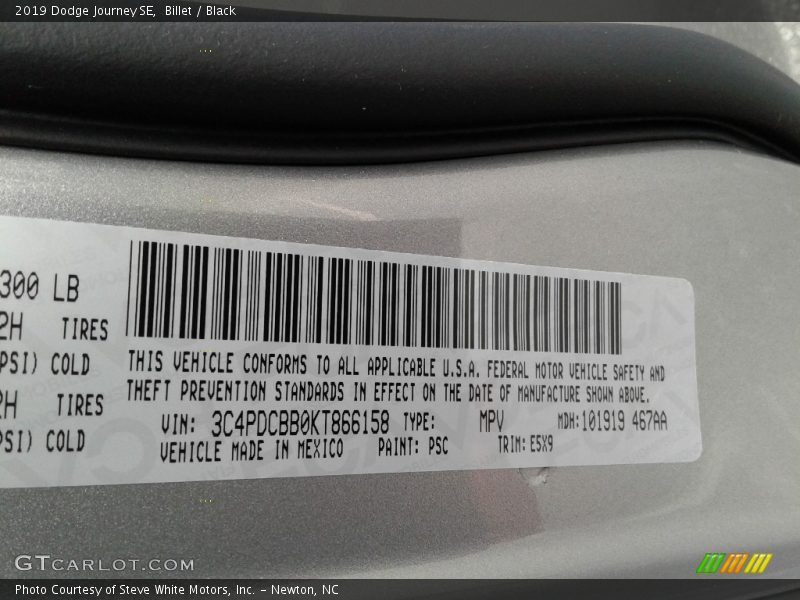 2019 Dodge Journey SE, Billet / Black
300 LB
2H TIRES
PSI) COLD
2H TIRES
PSI) COLD
THIS VEHICLE CONFORMS TO ALL APPLICABLE U.S.A. FEDERAL MOTOR VEHICLE SAFETY AND
THEFT PREVENTION STANDARDS IN EFFECT ON THE DATE OF MANUFACTURE SHOWN ABOVE.
VIN: 3C4PDCBB0KT866158 TYPE: MPV MDH:101919 467AA
VEHICLE MADE IN MEXICO PAINT: PSC TRIM: E5X9
GTCARLOT.COM
Photo Courtesy of Steve White Motors, Inc. – Newton, NC